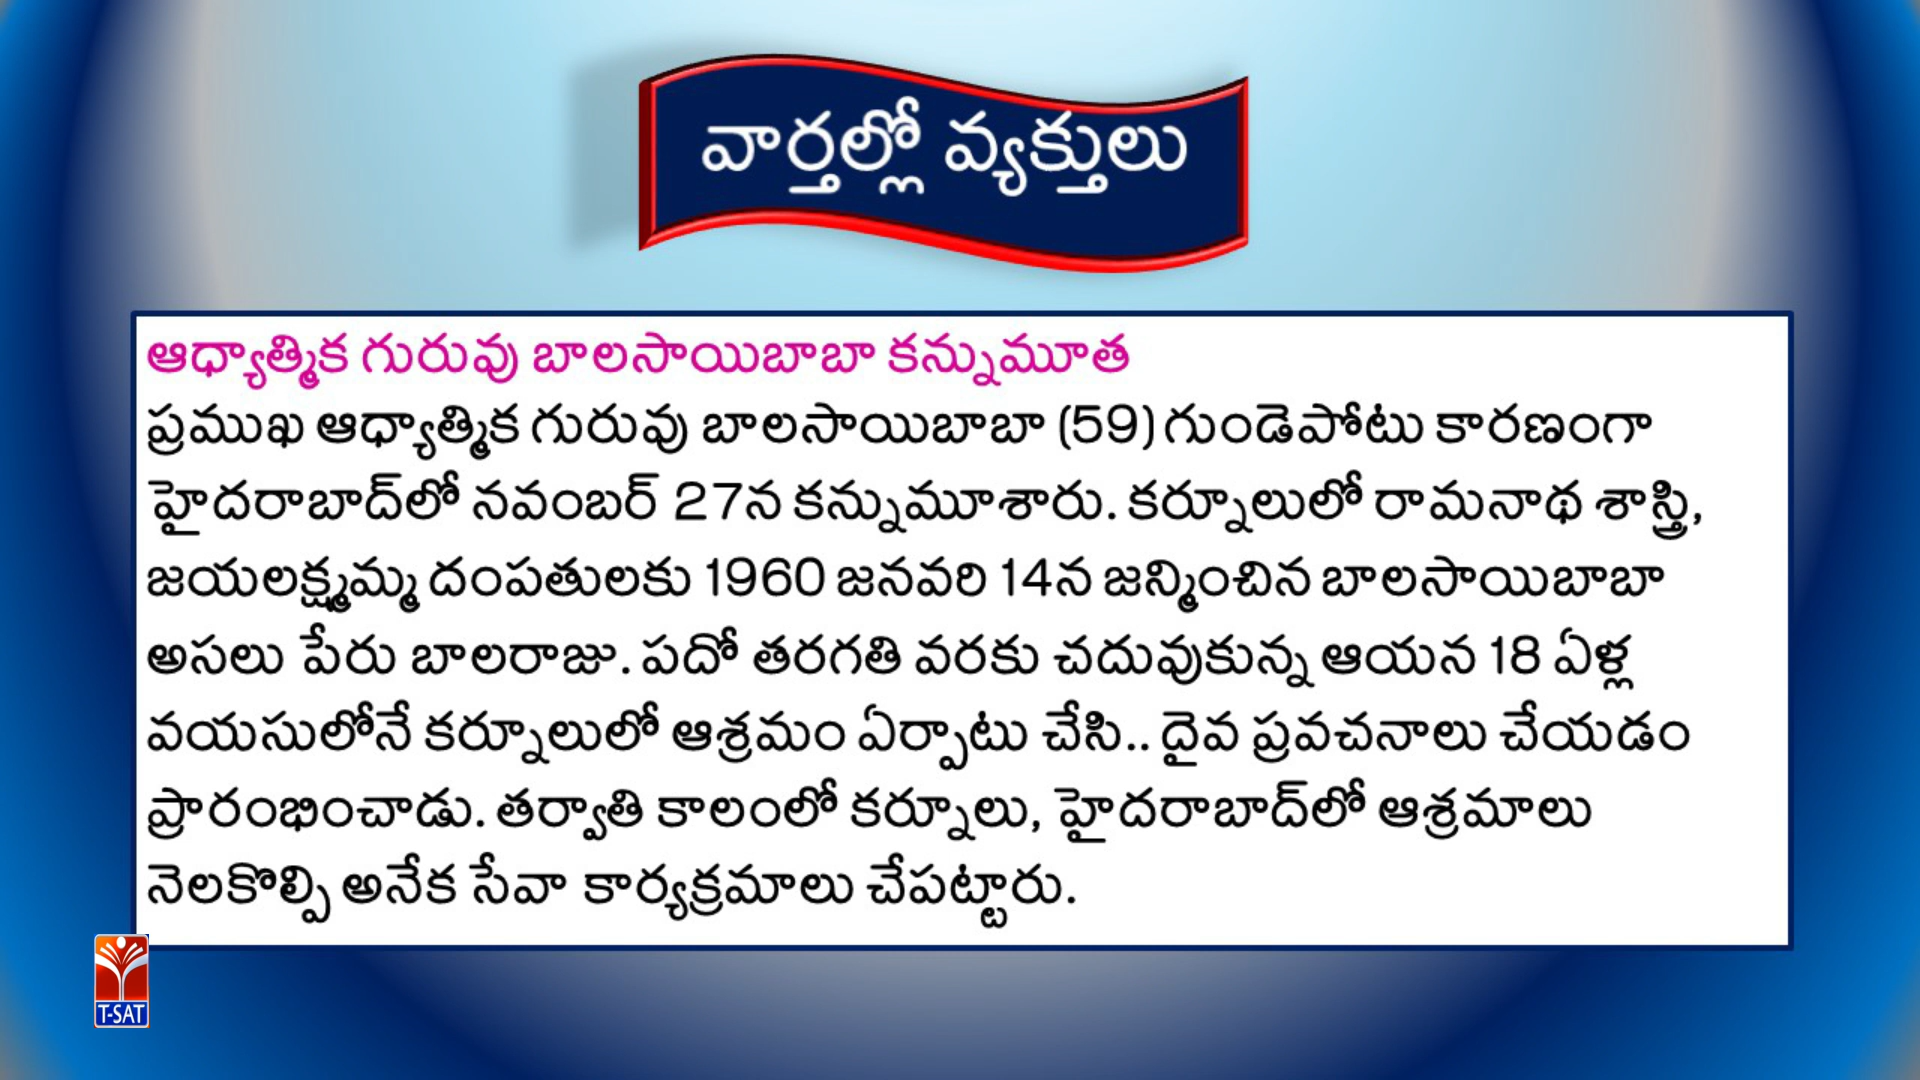 వార్తల్లో వ్యక్తులు
ఆధ్యాత్మిక గురువు బాలసాయిబాబా కన్నుమూత
ప్రముఖ ఆధ్యాత్మిక గురువు బాలసాయిబాబా (59) గుండెపోటు కారణంగా
హైదరాబాద్‌లో నవంబర్ 27న కన్నుమూశారు. కర్నూలులో రామనాథ శాస్త్రి,
జయలక్ష్మమ్మ దంపతులకు 1960 జనవరి 14న జన్మించిన బాలసాయిబాబా
అసలు పేరు బాలరాజు. పదో తరగతి వరకు చదువుకున్న ఆయన 18 ఏళ్ల
వయసులోనే కర్నూలులో ఆశ్రమం ఏర్పాటు చేసి.. దైవ ప్రవచనాలు చేయడం
ప్రారంభించాడు. తర్వాతి కాలంలో కర్నూలు, హైదరాబాద్‌లో ఆశ్రమాలు
నెలకొల్పి అనేక సేవా కార్యక్రమాలు చేపట్టారు.
T-SAT